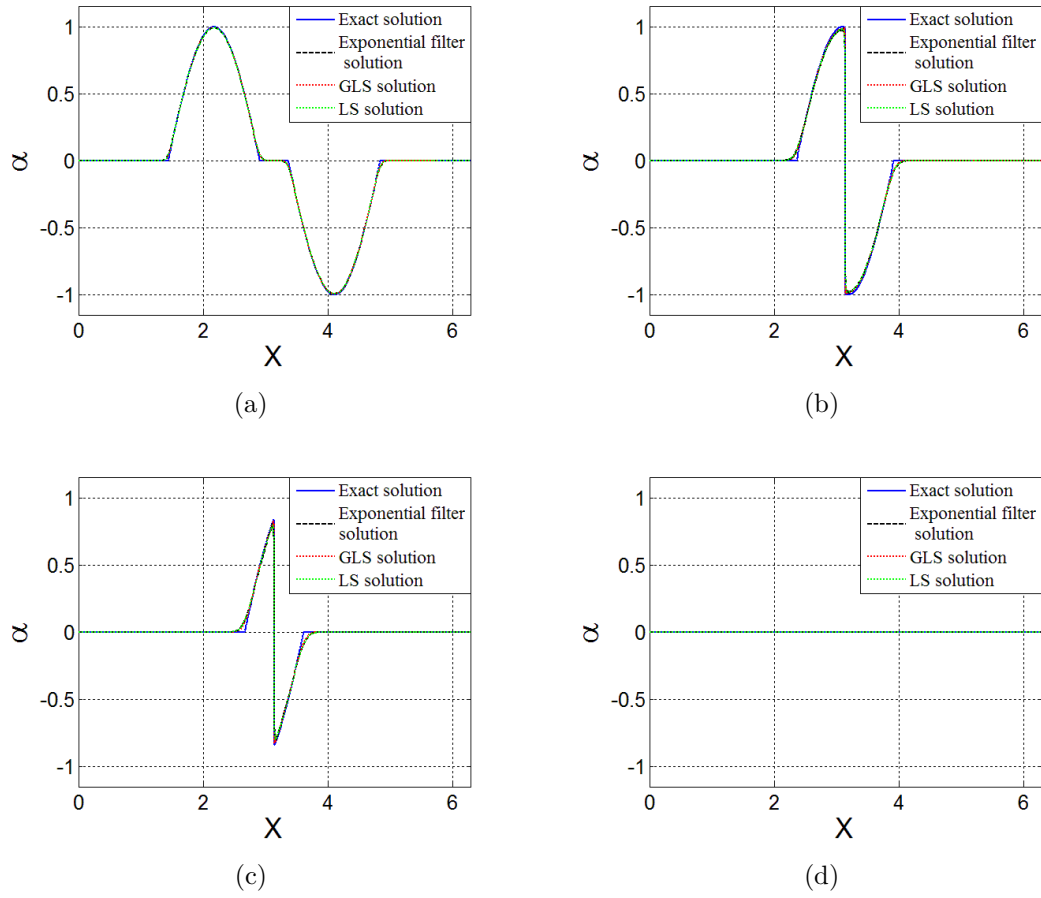 1
0.5
0
-0.5
-1
α
0 2 4 6
X
Exact solution
Exponential filter
solution
GLS solution
LS solution
(a)
1
0.5
0
-0.5
-1
α
0 2 4 6
X
Exact solution
Exponential filter
solution
GLS solution
LS solution
(b)
1
0.5
0
-0.5
-1
α
0 2 4 6
X
Exact solution
Exponential filter
solution
GLS solution
LS solution
(c)
1
0.5
0
-0.5
-1
α
0 2 4 6
X
Exact solution
Exponential filter
solution
GLS solution
LS solution
(d)